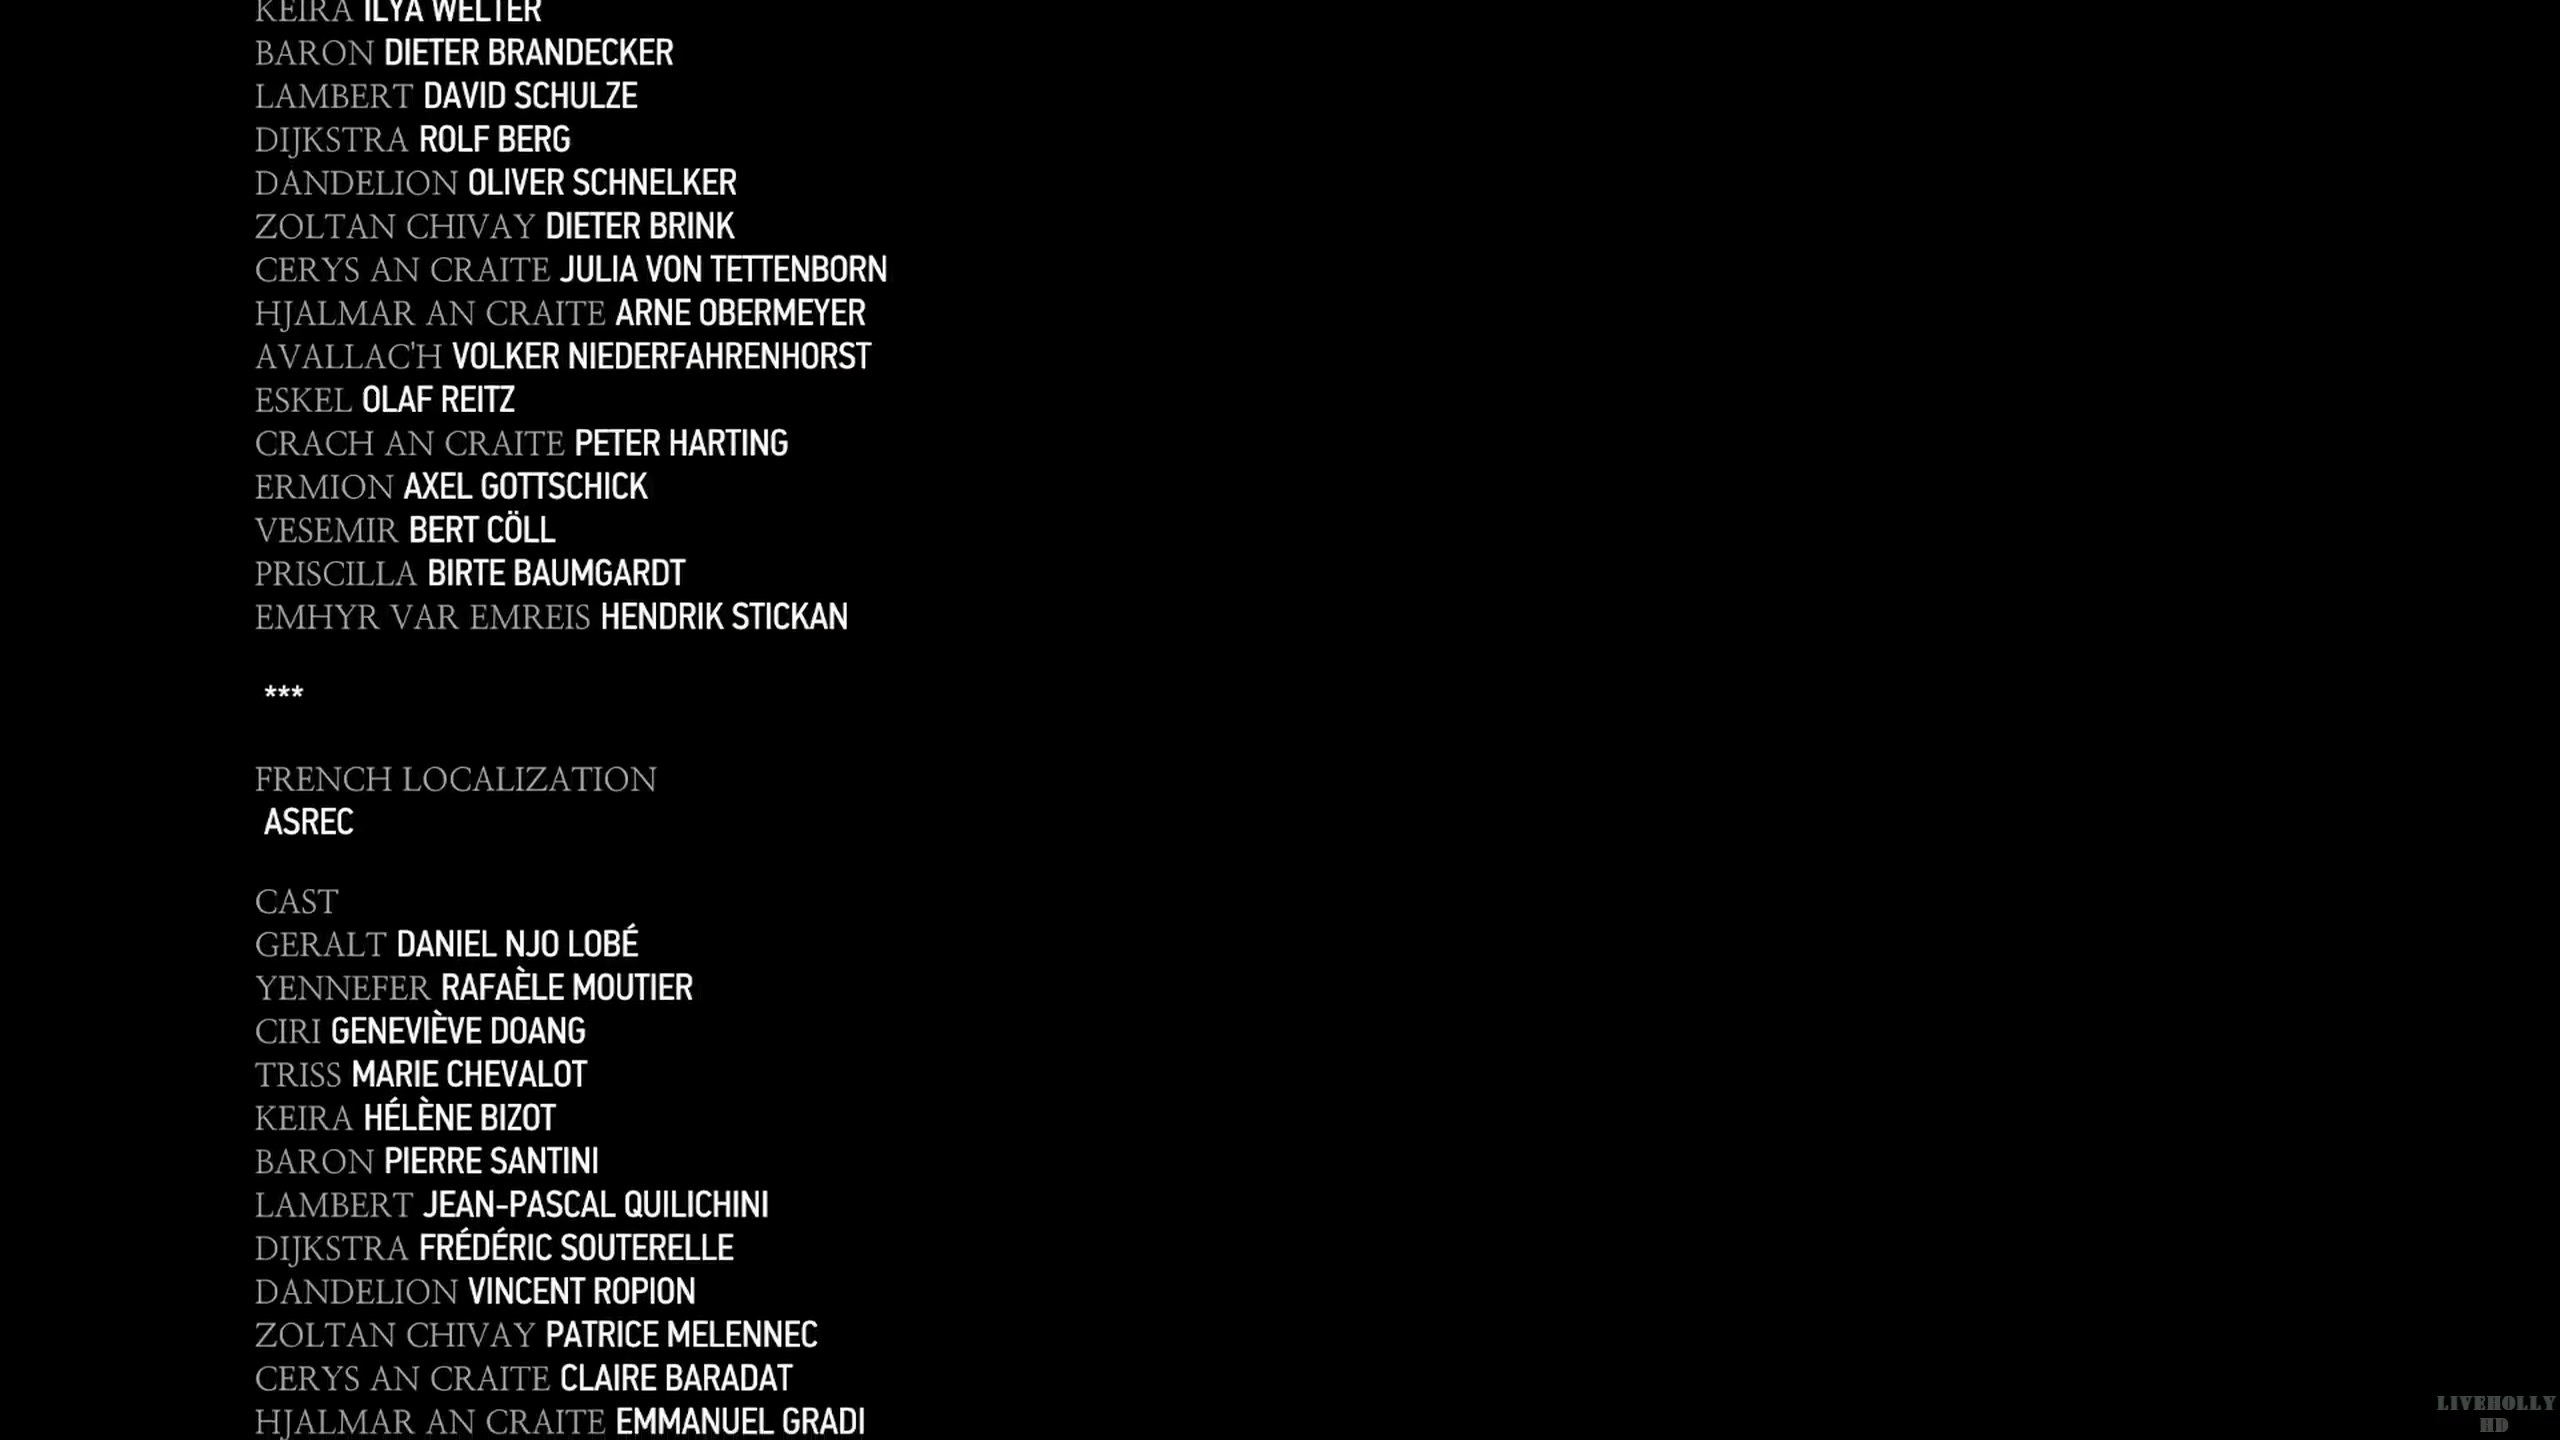 KEIRA ILYA WELTER
BARON DIETER BRANDECKER
LAMBERT DAVID SCHULZE
DIJKSTRA ROLF BERG
DANDELION OLIVER SCHNELKER
ZOLTAN CHIVAY DIETER BRINK
CERYS AN CRAITE JULIA VON TETTENBORN
HJALMAR AN CRAITE ARNE OBERMEYER
AVALLAC'H VOLKER NIEDERFAHRENHORST
ESKEL OLAF REITZ
CRACH AN CRAITE PETER HARTING
ERMION AXEL GOTTSCHICK
VESEMIR BERT CÖLL
PRISCILLA BIRTE BAUMGARDT
EMHYR VAR EMREIS HENDRIK STICKAN
***
FRENCH LOCALIZATION
ASREC
CAST
GERALT DANIEL NJO LOBÉ
YENNEFER RAFAÈLE MOUTIER
CIRI GENEVIÈVE DOANG
TRISS MARIE CHEVALOT
KEIRA HÉLÈNE BIZOT
BARON PIERRE SANTINI
LAMBERT JEAN-PASCAL QUILICHINI
DIJKSTRA FRÉDÉRIC SOUTERELLE
DANDELION VINCENT ROPION
ZOLTAN CHIVAY PATRICE MELENNEC
CERYS AN CRAITE CLAIRE BARADAT
HJALMAR AN CRAITE EMMANUEL GRADI
LIVEHOLLY
HD